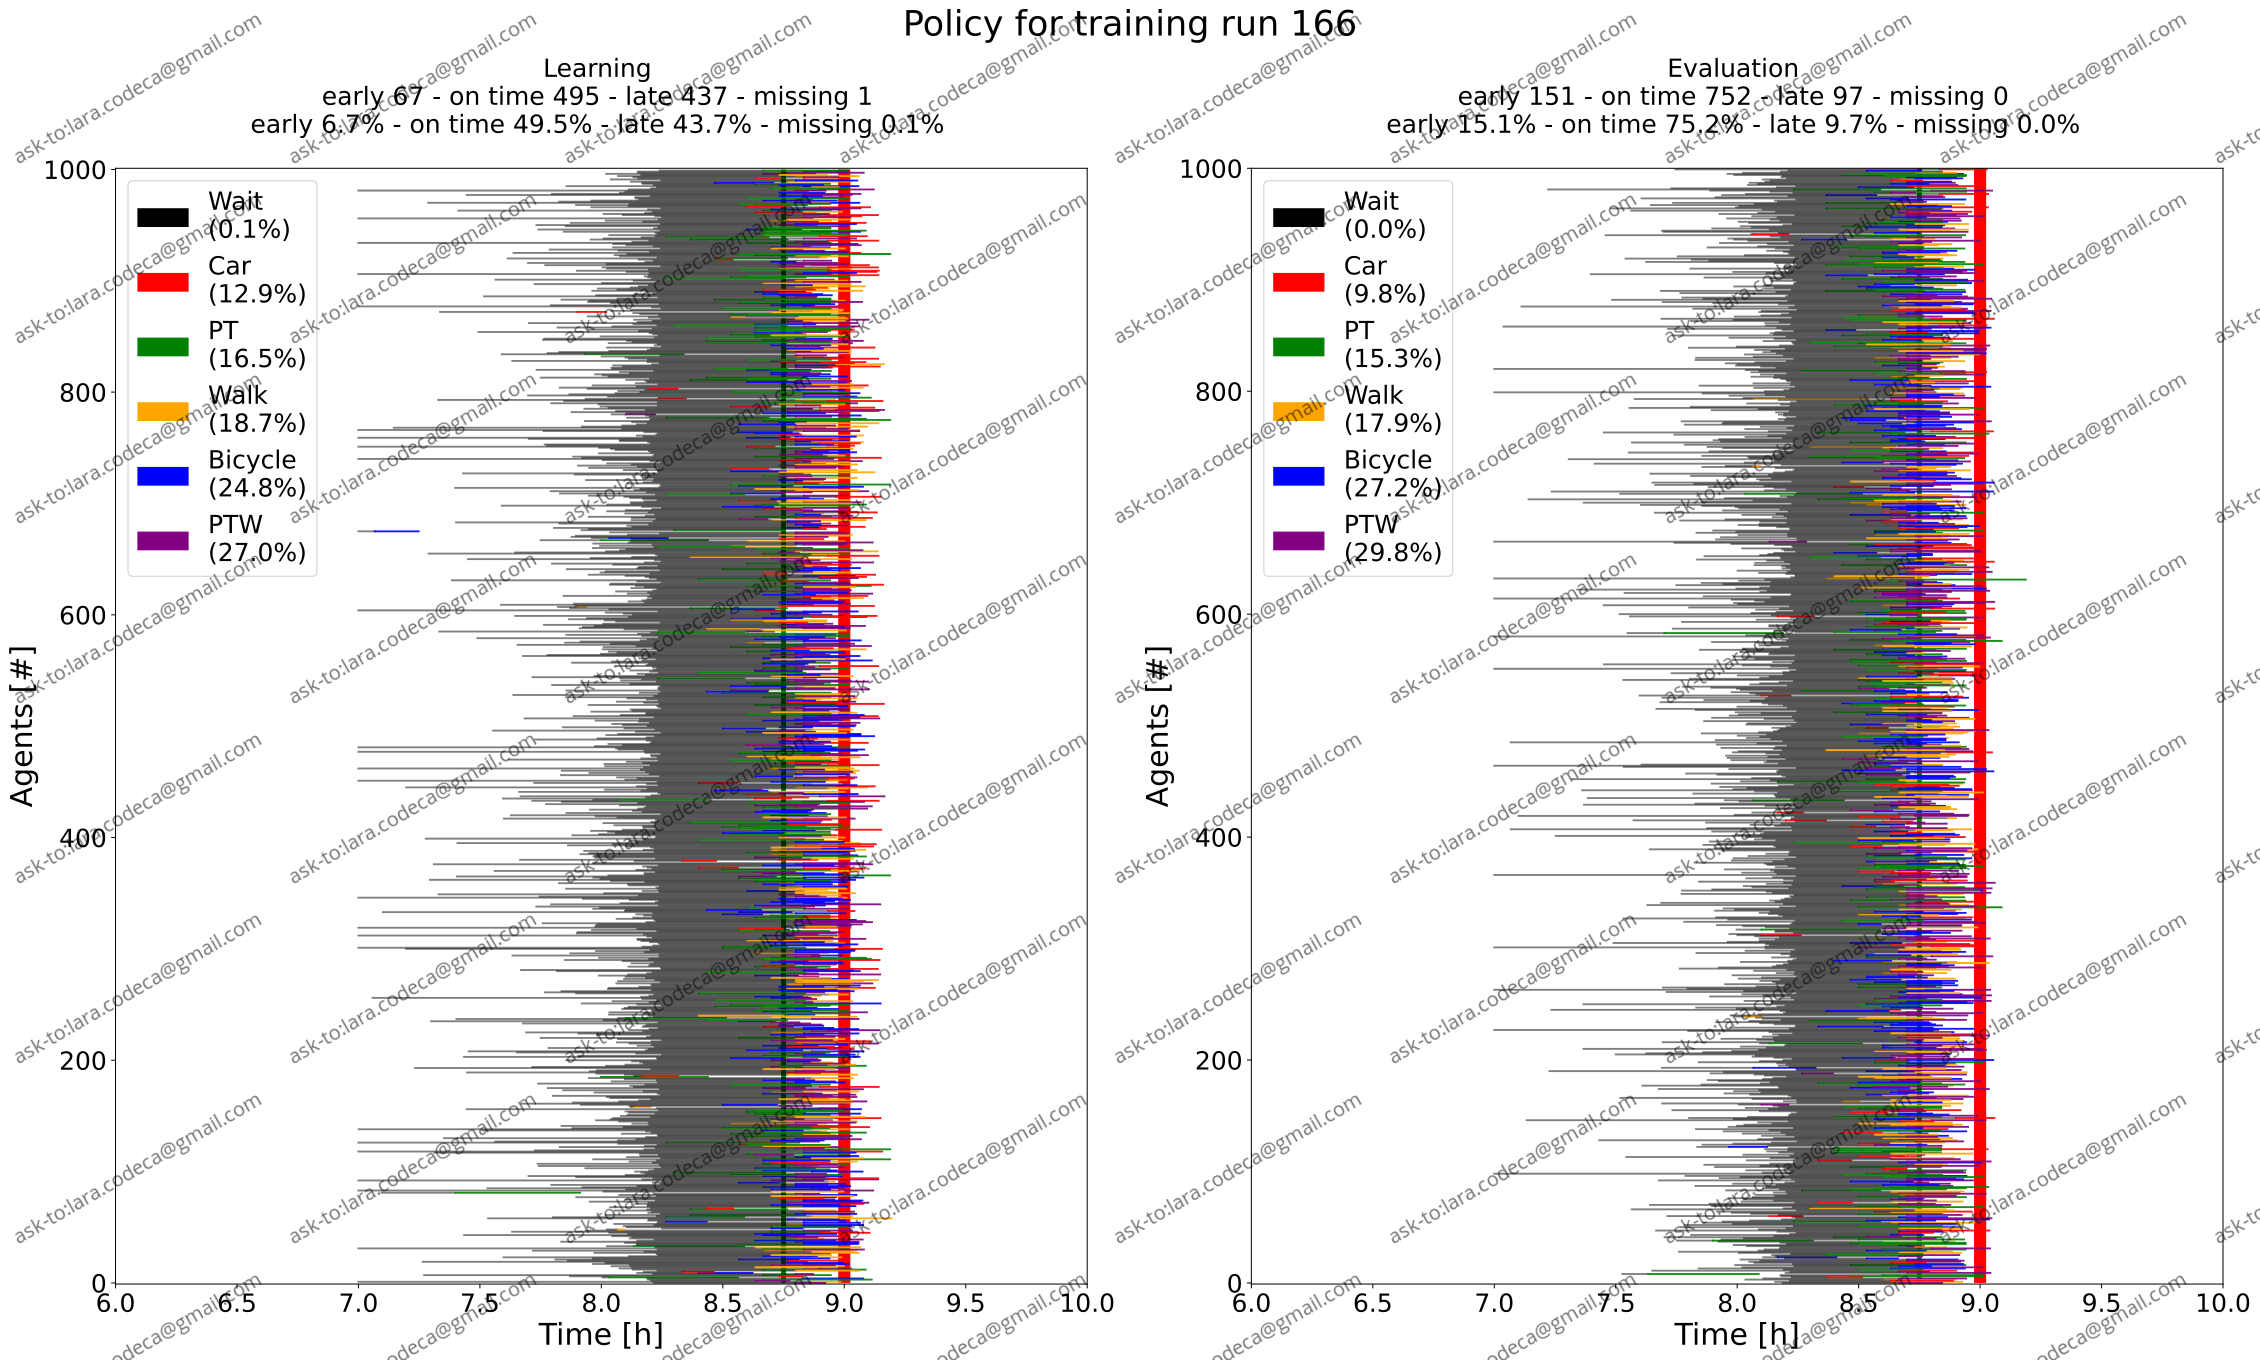 Policy for training run 166
Learning
early 67 - on time 495 - late 437 - missing 1
early 6.7% - on time 49.5% - late 43.7% - missing 0.1%
Wait
(0.1%)
Car
(12.9%)
PT
(16.5%)
Walk
(18.7%)
Bicycle
(24.8%)
PTW
(27.0%)
1000
800
600
400
200
0
Agents [#]
6.0 6.5 7.0 7.5 8.0 8.5 9.0 9.5 10.0
Time [h]
Evaluation
early 151 - on time 752 - late 97 - missing 0
early 15.1% - on time 75.2% - late 9.7% - missing 0.0%
Wait
(0.0%)
Car
(9.8%)
PT
(15.3%)
Walk
(17.9%)
Bicycle
(27.2%)
PTW
(29.8%)
1000
800
600
400
200
0
Agents [#]
6.0 6.5 7.0 7.5 8.0 8.5 9.0 9.5 10.0
Time [h]
ask-to:lara.codeca@gmail.com